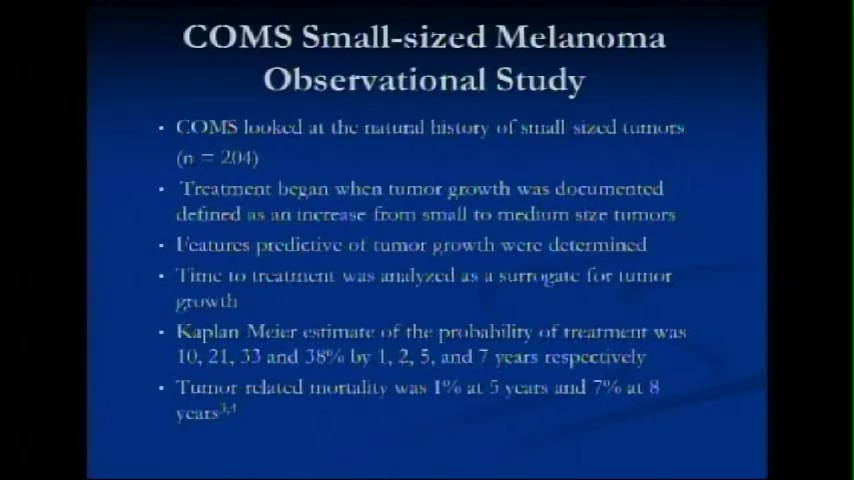 COMS Small-sized Melanoma
Observational Study
• COMS looked at the natural history of small-sized tumors
(n = 204)
• Treatment began when tumor growth was documented
defined as an increase from small to medium size tumors
• Features predictive of tumor growth were determined
• Time to treatment was analyzed as a surrogate for tumor
growth
• Kaplan Meier estimate of the probability of treatment was
10, 21, 33 and 38% by 1, 2, 5, and 7 years respectively
• Tumor related mortality was 1% at 5 years and 7% at 8
years